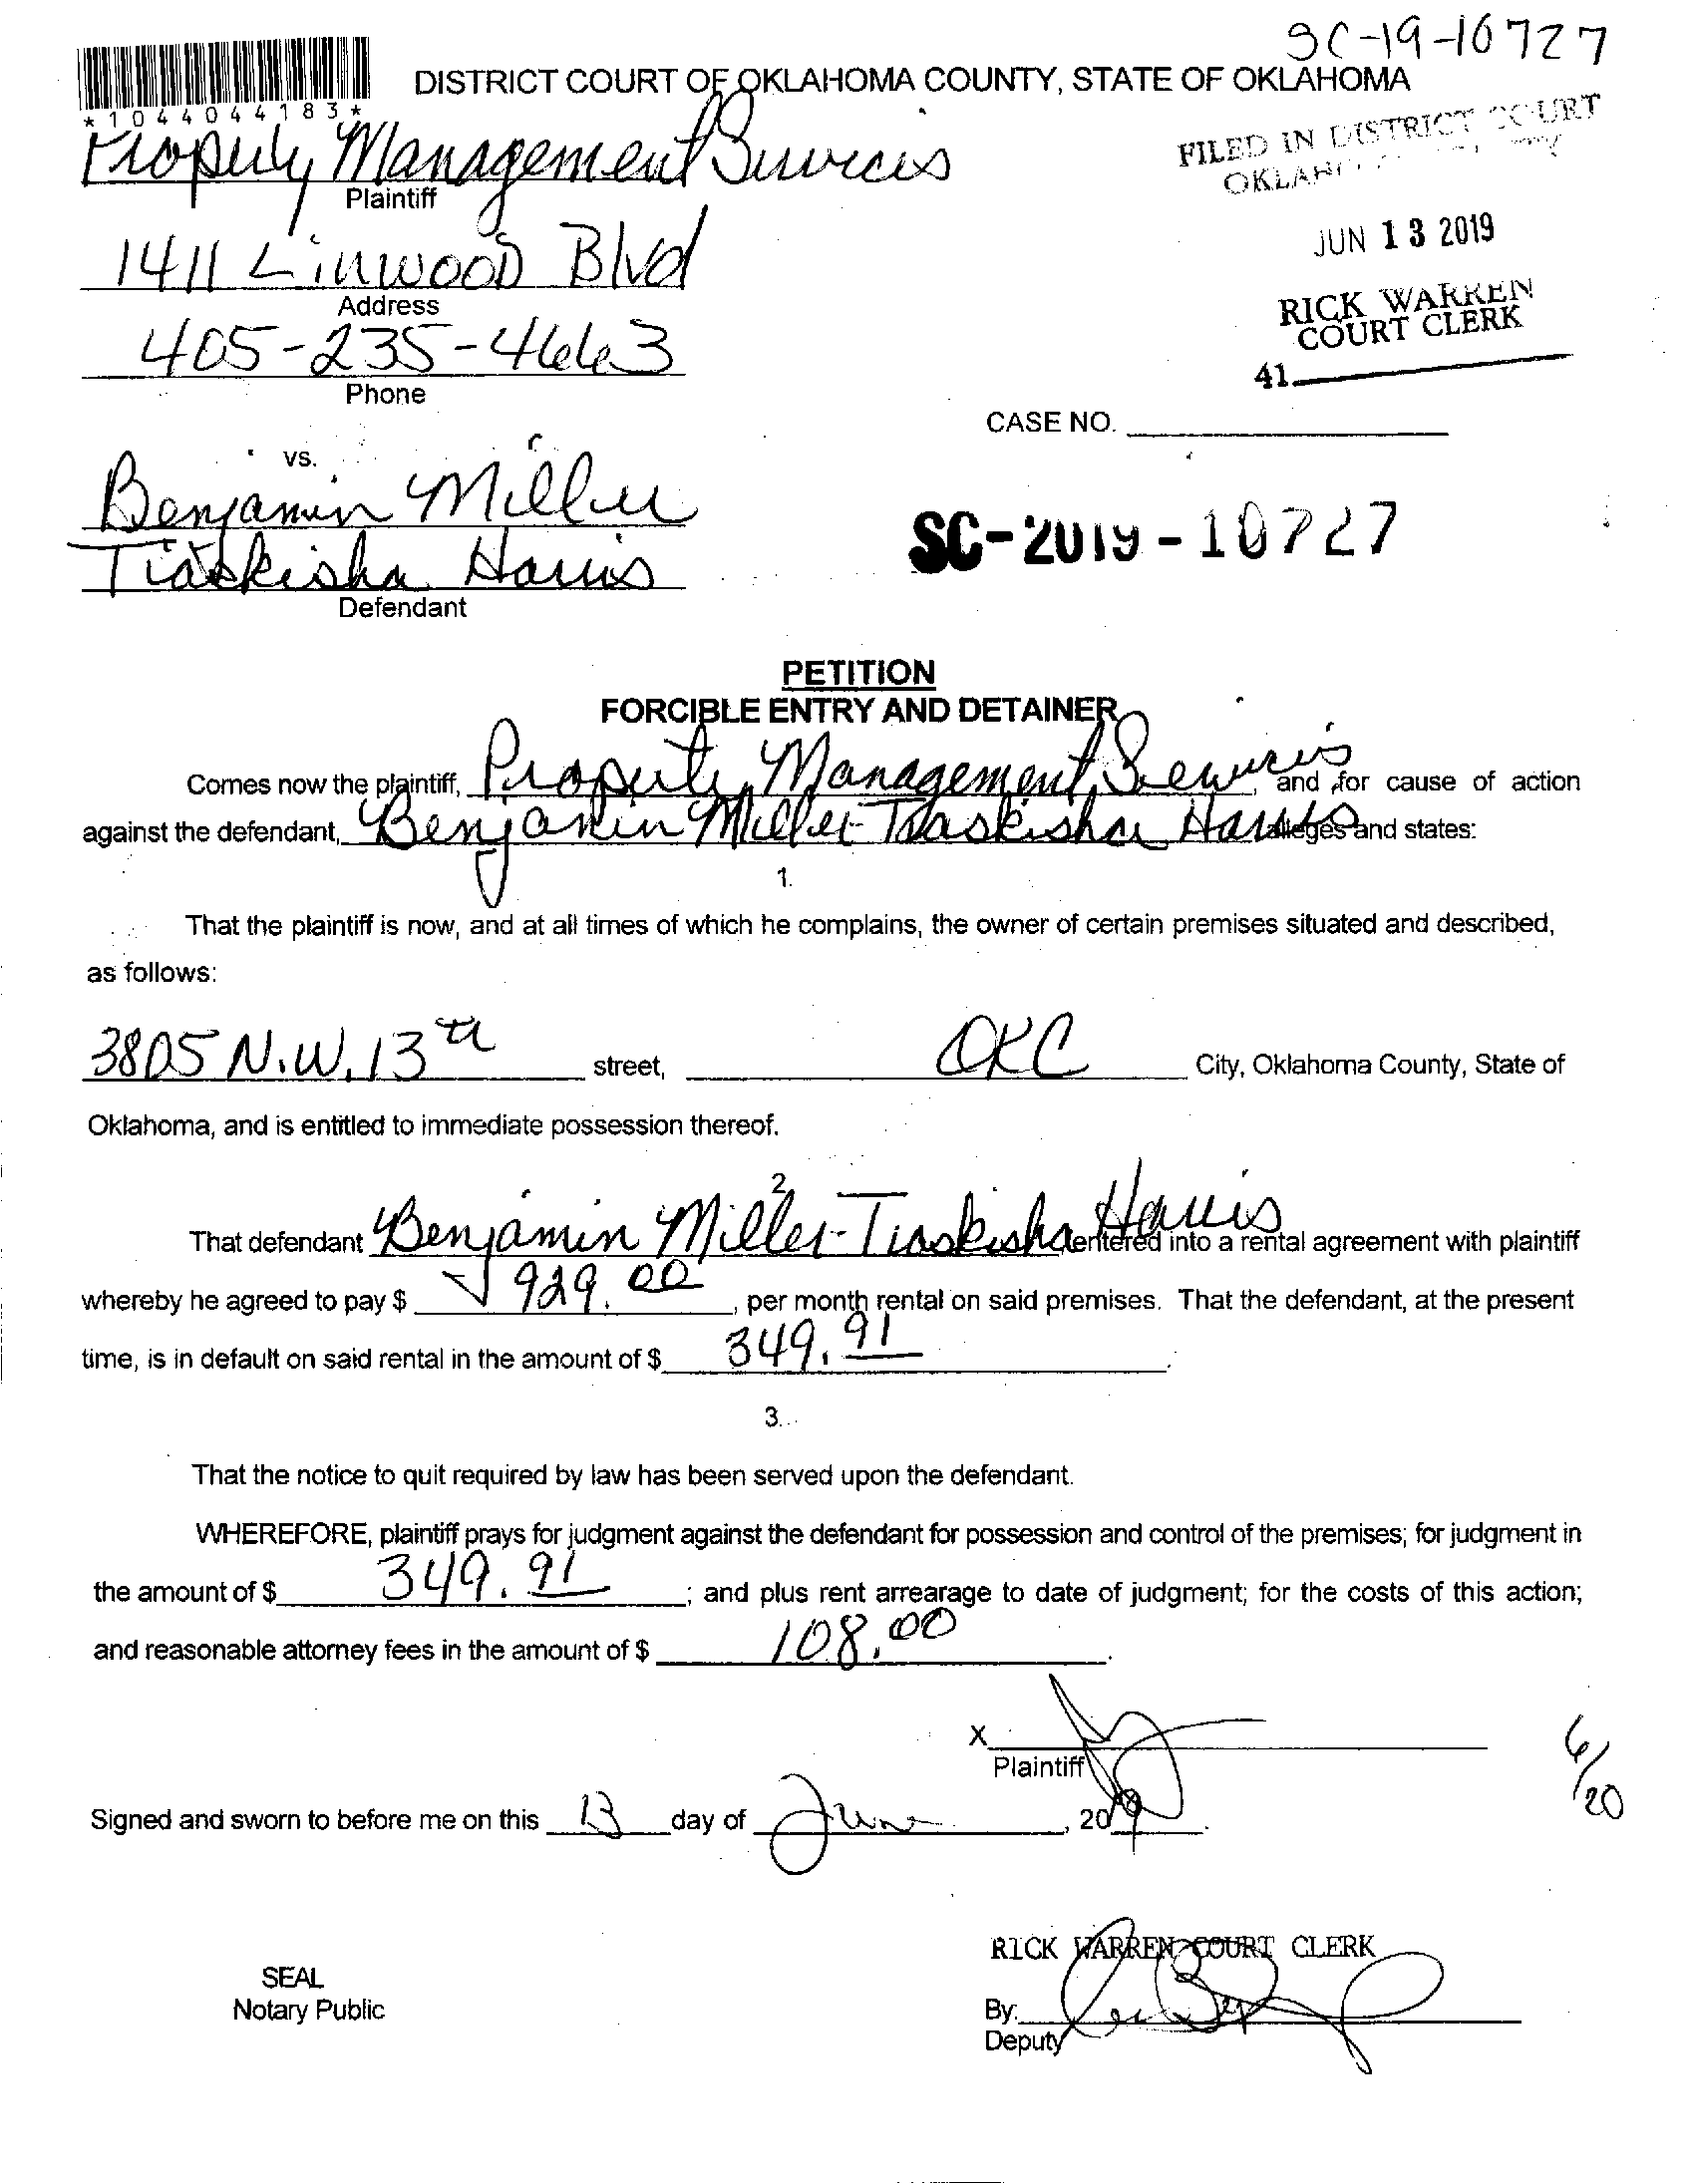 SC-19-10727
DISTRICT COURT OF OKLAHOMA COUNTY, STATE OF OKLAHOMA
*1044044183*
FILED IN DISTRICT COURT
JUN 13 2019
RICK WARREN
COURT CLERK
41
Property Management Services
Plaintiff
1411 Linwood Blvd
Address
405-235-4663
Phone
CASE NO.
vs.
Benjamin Miller
Tiaskisha Harris
Defendant
SC-2019-10727
PETITION
FORCIBLE ENTRY AND DETAINER
Comes now the plaintiff, Property Management Services, and for cause of action
against the defendant, Benjamin Miller-Tiaskisha Harris alleges and states:
1.
That the plaintiff is now, and at all times of which he complains, the owner of certain premises situated and described,
as follows:
3805 N.W. 13th street, OKC City, Oklahoma County, State of
Oklahoma, and is entitled to immediate possession thereof.
2.
That defendant Benjamin Miller-Tiaskisha Harris entered into a rental agreement with plaintiff
whereby he agreed to pay $ 929.00, per month rental on said premises. That the defendant, at the present
time, is in default on said rental in the amount of $ 349.91.
3.
That the notice to quit required by law has been served upon the defendant.
WHEREFORE, plaintiff prays for judgment against the defendant for possession and control of the premises; for judgment in
the amount of $ 349.91; and plus rent arrearage to date of judgment; for the costs of this action;
and reasonable attorney fees in the amount of $ 108.00.
X
Plaintiff
6/20
Signed and sworn to before me on this 13 day of June, 2019.
RICK WARREN COURT CLERK
SEAL
Notary Public
By:
Deputy